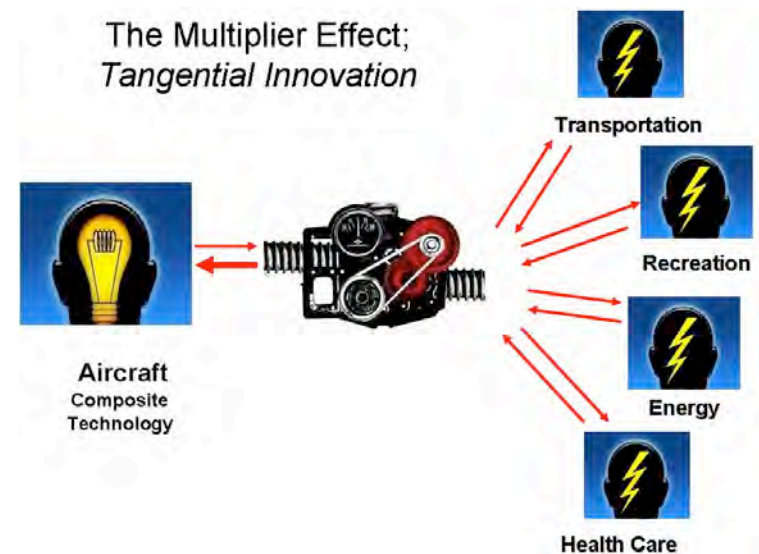 The Multiplier Effect;
Tangential Innovation
Transportation
Recreation
Aircraft
Composite
Technology
Energy
Health Care